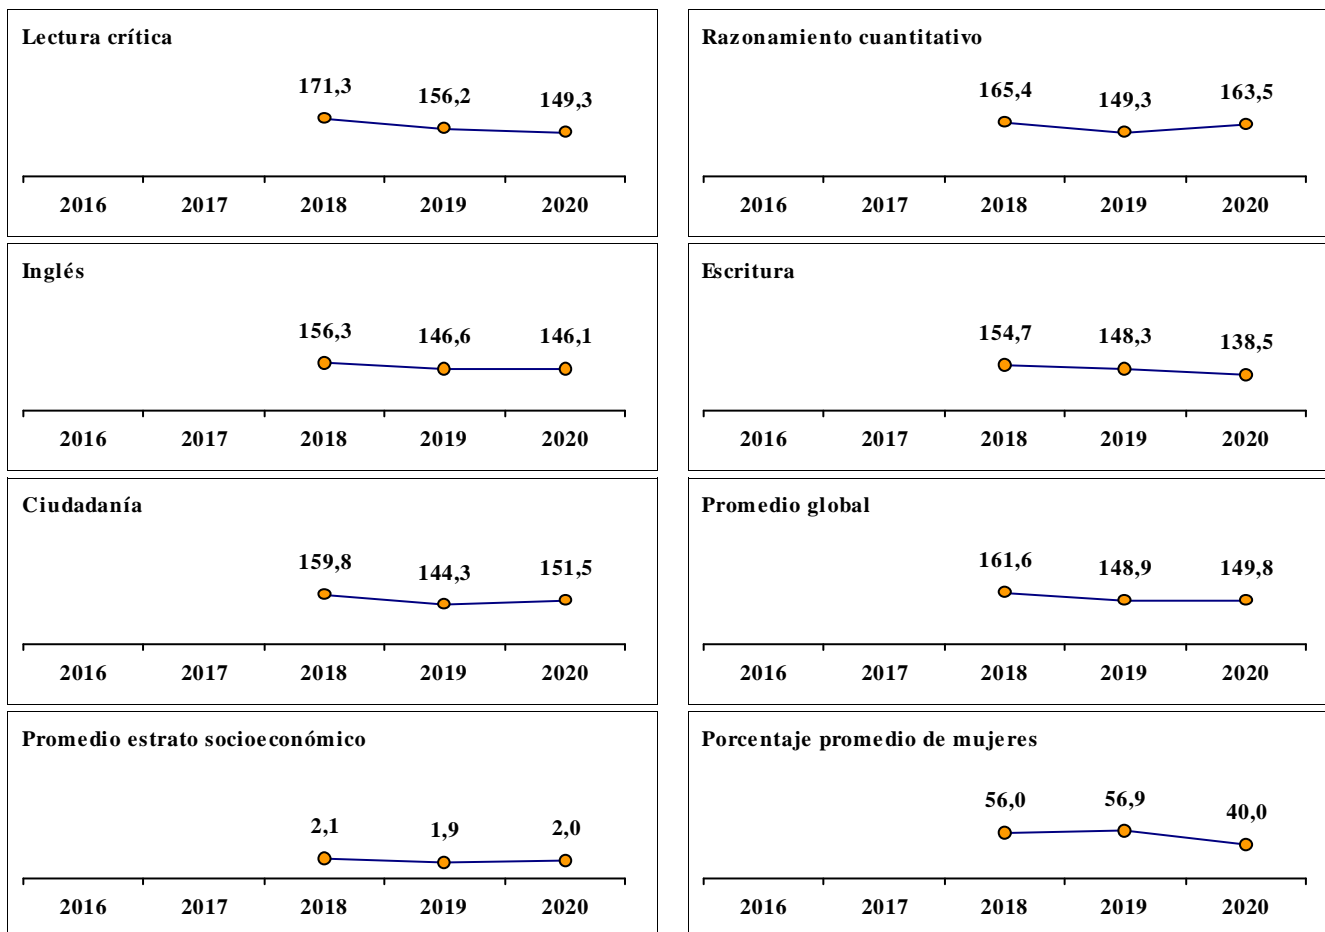 Lectura crítica
171,3 156,2 149,3
2016 2017 2018 2019 2020
Razonamiento cuantitativo
165,4 149,3 163,5
2016 2017 2018 2019 2020
Inglés
156,3 146,6 146,1
2016 2017 2018 2019 2020
Escritura
154,7 148,3 138,5
2016 2017 2018 2019 2020
Ciudadanía
159,8 144,3 151,5
2016 2017 2018 2019 2020
Promedio global
161,6 148,9 149,8
2016 2017 2018 2019 2020
Promedio estrato socioeconómico
2,1 1,9 2,0
2016 2017 2018 2019 2020
Porcentaje promedio de mujeres
56,0 56,9 40,0
2016 2017 2018 2019 2020